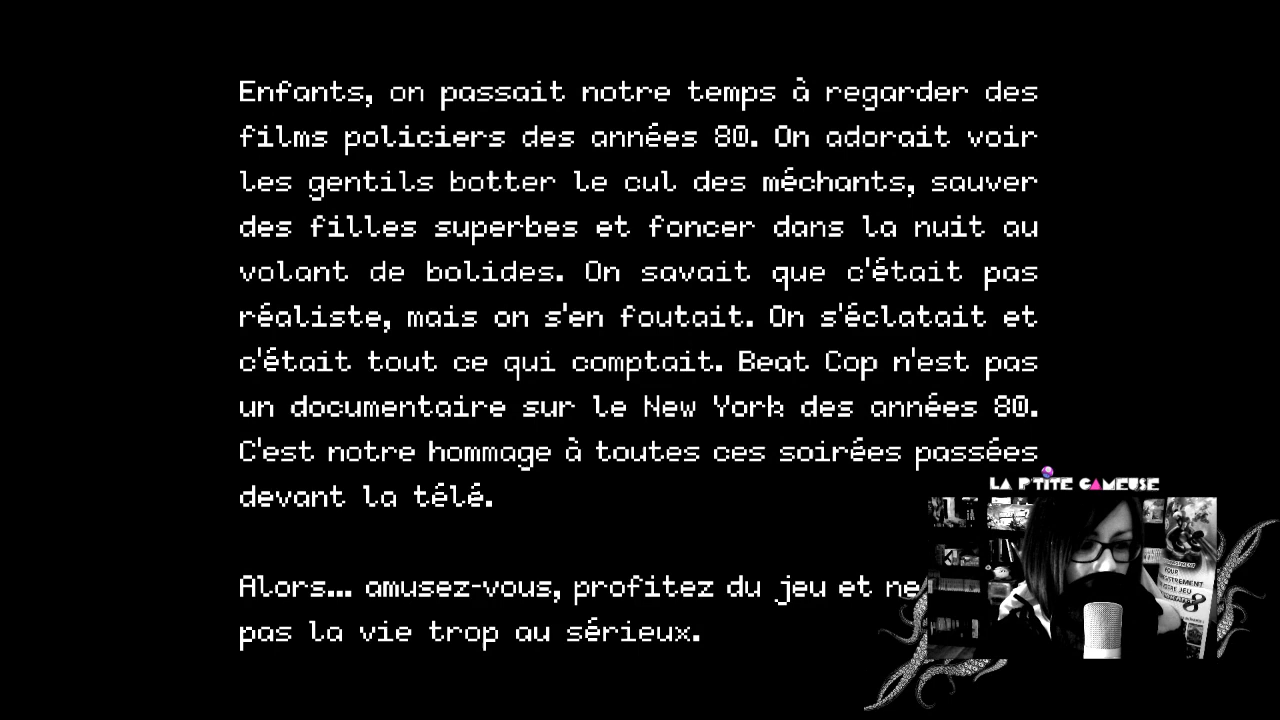 Enfants, on passait notre temps à regarder des
films policiers des années 80. On adorait voir
les gentils botter le cul des méchants, sauver
des filles superbes et foncer dans la nuit au
volant de bolides. On savait que c'était pas
réaliste, mais on s'en foutait. On s'éclatait et
c'était tout ce qui comptait. Beat Cop n'est pas
un documentaire sur le New York des années 80.
C'est notre hommage à toutes ces soirées passées
devant la télé.
LA P'TITE GAMEUSE
Alors... amusez-vous, profitez du jeu et ne
pas la vie trop au sérieux.